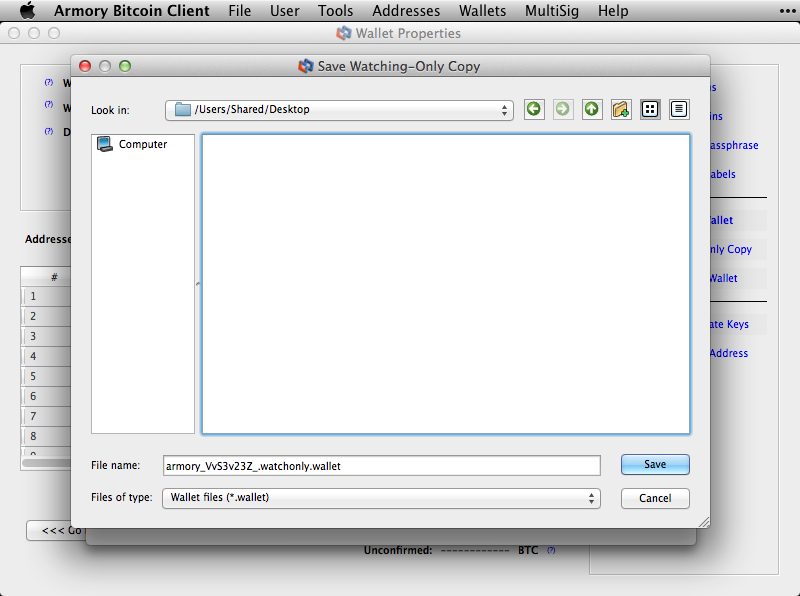 Armory Bitcoin Client File User Tools Addresses Wallets MultiSig Help
Wallet Properties
Save Watching-Only Copy
Look in: /Users/Shared/Desktop
Computer
(?) W
(?) W
(?) D
assphrase
abels
allet
nly Copy
Wallet
ate Keys
Address
Addresse
#
1
2
3
4
5
6
7
8
File name: armory_VvS3v23Z_.watchonly.wallet Save
Files of type: Wallet files (*.wallet) Cancel
<<< Go
Unconfirmed: ------------ BTC (?)